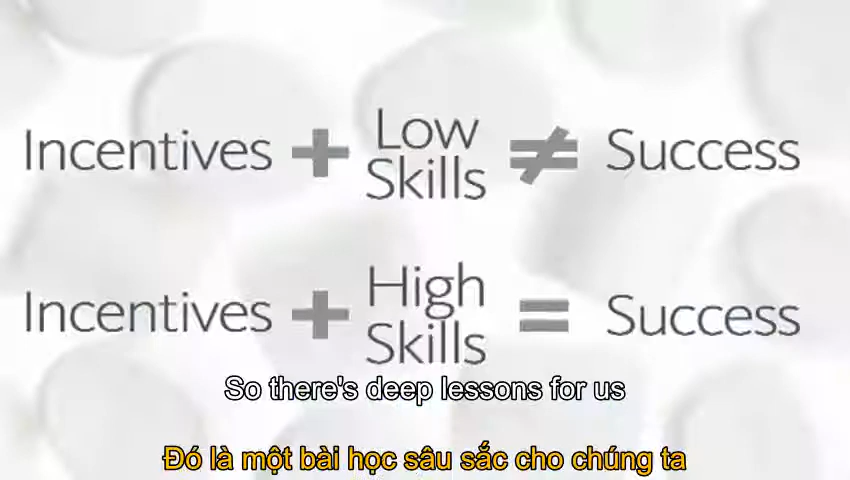 Incentives + Low Skills ≠ Success
Incentives + High Skills = Success
So there's deep lessons for us
Đó là một bài học sâu sắc cho chúng ta